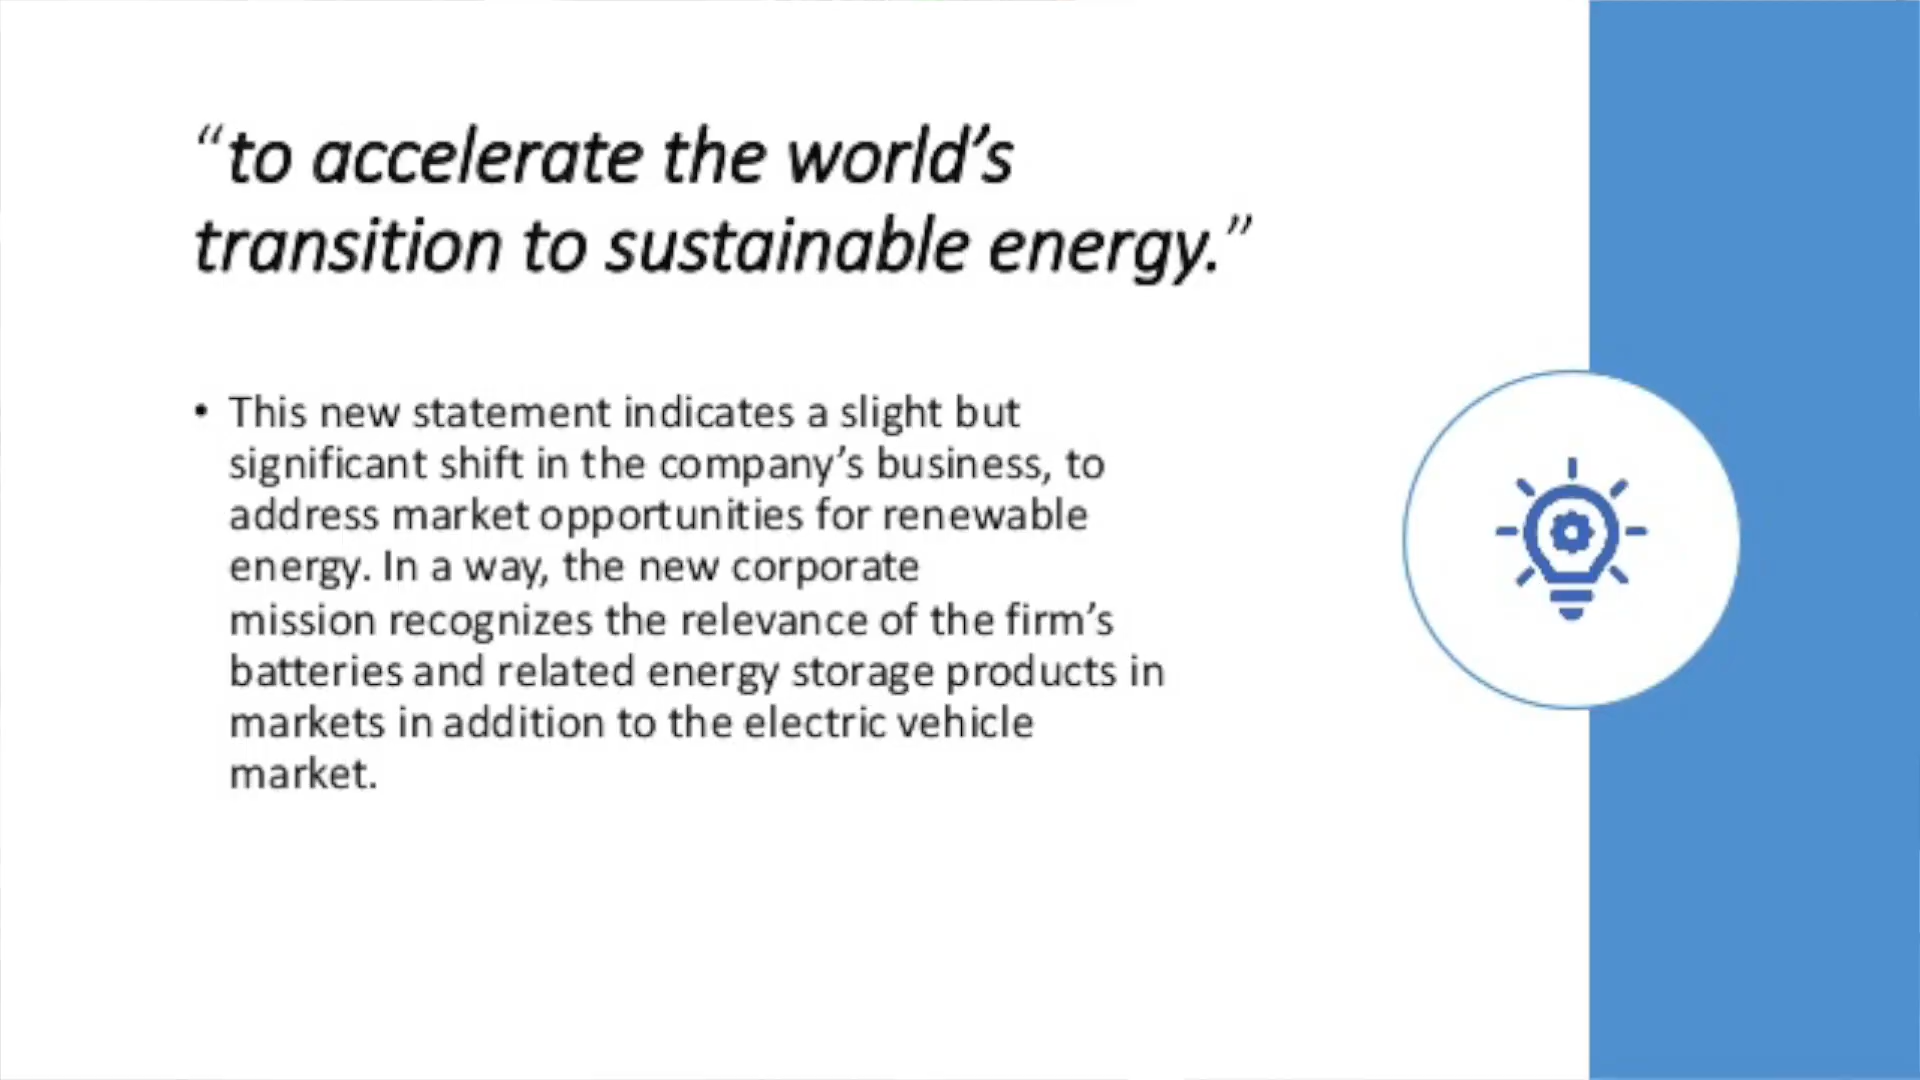 “to accelerate the world’s
transition to sustainable energy.”
• This new statement indicates a slight but
significant shift in the company’s business, to
address market opportunities for renewable
energy. In a way, the new corporate
mission recognizes the relevance of the firm’s
batteries and related energy storage products in
markets in addition to the electric vehicle
market.